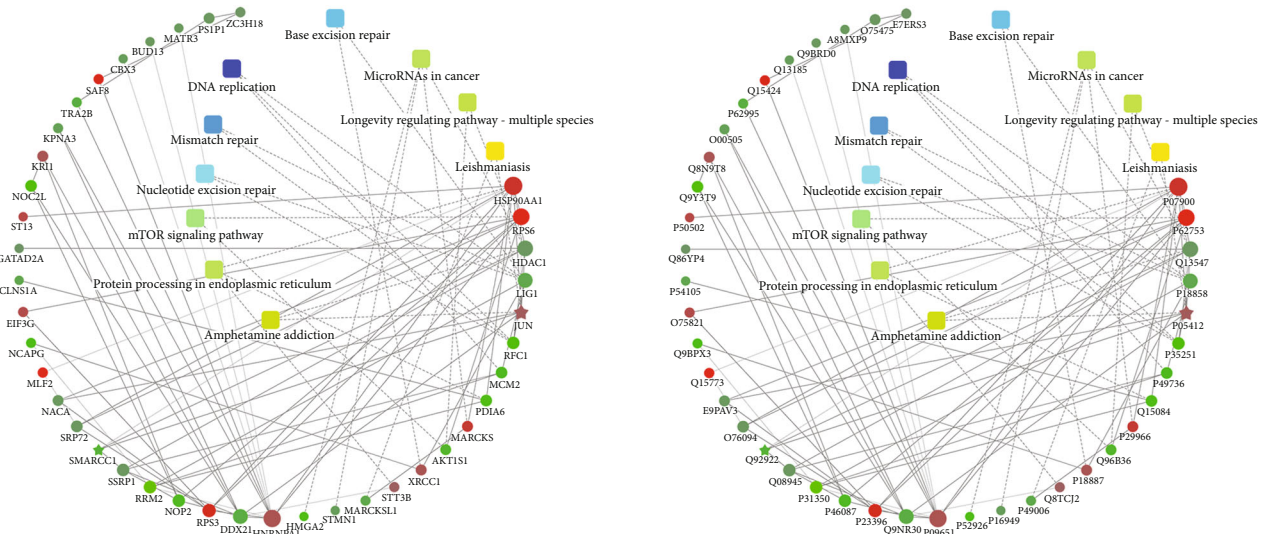 ZC3H18
PS1P1
MATR3
BUD13
CBX3
SAF8
TRA2B
KPNA3
KRI1
NOC2L
ST13
GATAD2A
CLNS1A
EIF3G
NCAPG
MLF2
NACA
SRP72
SMARCC1
SSRP1
RRM2
NOP2
RPS3
DDX21
HNRNPA1
HMGA2
STMN1
MARCKSL1
STT3B
XRCC1
AKT1S1
MARCKS
PDIA6
MCM2
RFC1
JUN
LIG1
HDAC1
RPS6
HSP90AA1
Base excision repair
MicroRNAs in cancer
DNA replication
Longevity regulating pathway - multiple species
Mismatch repair
Leishmaniasis
Nucleotide excision repair
mTOR signaling pathway
Protein processing in endoplasmic reticulum
Amphetamine addiction
E7ERS3
O75475
A8MXP9
Q9BRD0
Q13185
Q15424
P62995
O00505
Q8N9T8
Q9Y3T9
P50502
Q86YP4
P54105
O75821
Q9BPX3
Q15773
E9PAV3
O76094
Q92922
Q08945
P31350
P46087
P23396
Q9NR30
P09651
P52926
P16949
P49006
Q8TCJ2
P18887
Q96B36
P29966
Q15084
P49736
P35251
P05412
P18858
Q13547
P62753
P07900
Base excision repair
MicroRNAs in cancer
DNA replication
Longevity regulating pathway - multiple species
Mismatch repair
Leishmaniasis
Nucleotide excision repair
mTOR signaling pathway
Protein processing in endoplasmic reticulum
Amphetamine addiction